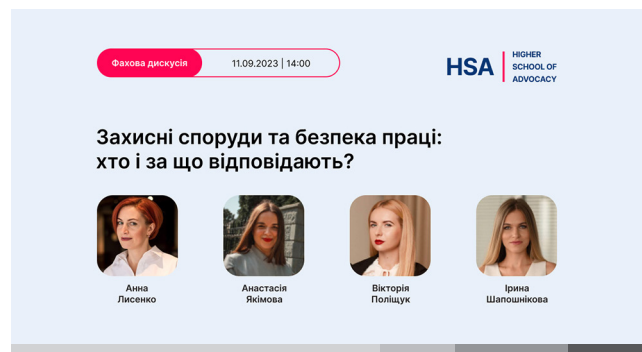 Фахова дискусія
11.09.2023 | 14:00
HSA
HIGHER
SCHOOL OF
ADVOCACY
Захисні споруди та безпека праці:
хто і за що відповідають?
Анна
Лисенко
Анастасія
Якімова
Вікторія
Поліщук
Ірина
Шапошнікова